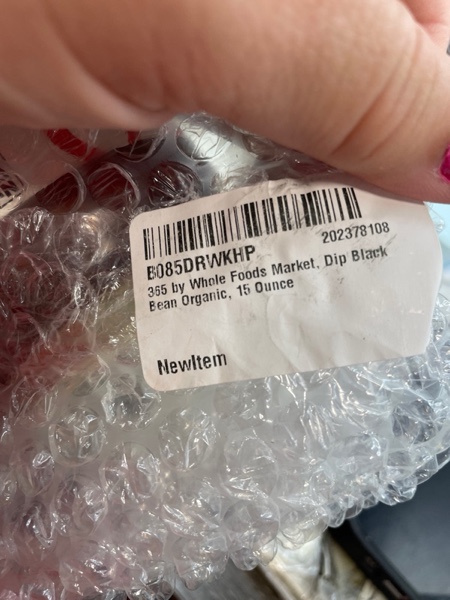 B085DRWKHP 202378108
365 by Whole Foods Market, Dip Black
Bean Organic, 15 Ounce
NewItem